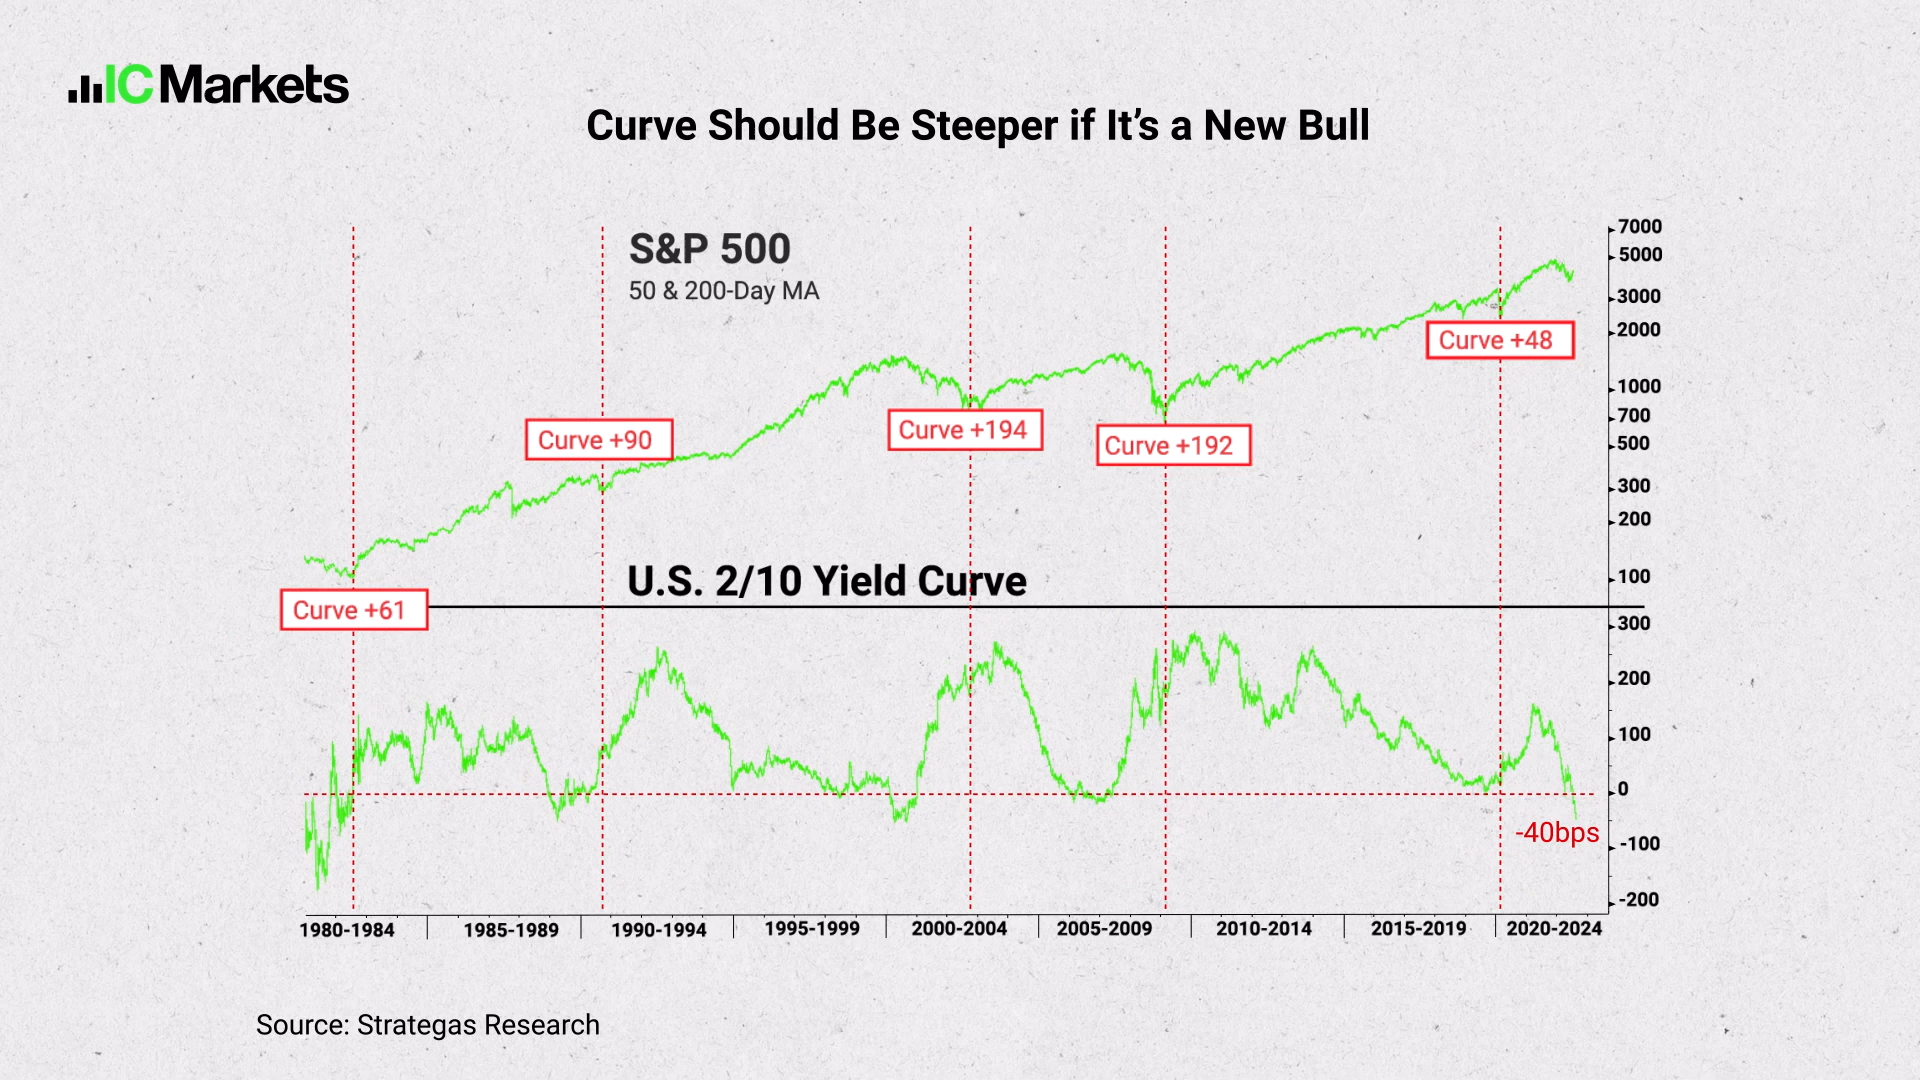 IC Markets
Curve Should Be Steeper if It’s a New Bull
S&P 500
50 & 200-Day MA
7000
5000
3000
2000
1000
700
500
300
200
100
Curve +48
Curve +90
Curve +194
Curve +192
Curve +61
U.S. 2/10 Yield Curve
300
200
100
0
-100
-200
-40bps
1980-1984
1985-1989
1990-1994
1995-1999
2000-2004
2005-2009
2010-2014
2015-2019
2020-2024
Source: Strategas Research